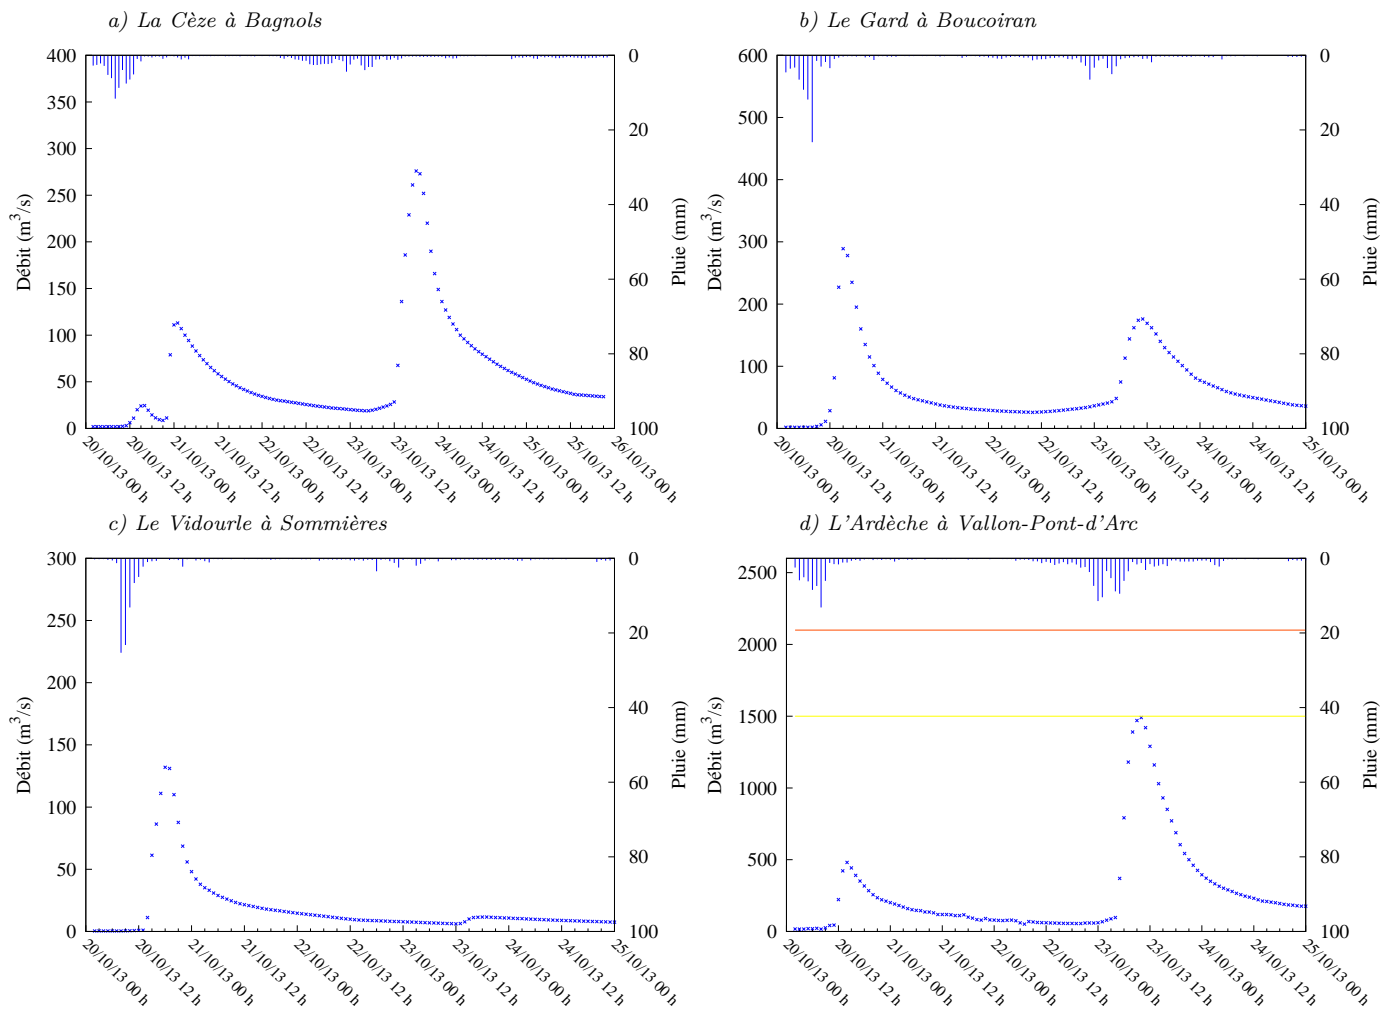 a) La Cèze à Bagnols
400
350
300
250
200
150
100
50
0
Débit (m³/s)
0
20
40
60
80
100
Pluie (mm)
20/10/13 00 h
20/10/13 12 h
21/10/13 00 h
21/10/13 12 h
22/10/13 00 h
22/10/13 12 h
23/10/13 00 h
23/10/13 12 h
24/10/13 00 h
24/10/13 12 h
25/10/13 00 h
25/10/13 12 h
26/10/13 00 h
b) Le Gard à Boucoiran
600
500
400
300
200
100
0
Débit (m³/s)
0
20
40
60
80
100
Pluie (mm)
20/10/13 00 h
20/10/13 12 h
21/10/13 00 h
21/10/13 12 h
22/10/13 00 h
22/10/13 12 h
23/10/13 00 h
23/10/13 12 h
24/10/13 00 h
24/10/13 12 h
25/10/13 00 h
c) Le Vidourle à Sommières
300
250
200
150
100
50
0
Débit (m³/s)
0
20
40
60
80
100
Pluie (mm)
20/10/13 00 h
20/10/13 12 h
21/10/13 00 h
21/10/13 12 h
22/10/13 00 h
22/10/13 12 h
23/10/13 00 h
23/10/13 12 h
24/10/13 00 h
24/10/13 12 h
25/10/13 00 h
d) L'Ardèche à Vallon-Pont-d'Arc
2500
2000
1500
1000
500
0
Débit (m³/s)
0
20
40
60
80
100
Pluie (mm)
20/10/13 00 h
20/10/13 12 h
21/10/13 00 h
21/10/13 12 h
22/10/13 00 h
22/10/13 12 h
23/10/13 00 h
23/10/13 12 h
24/10/13 00 h
24/10/13 12 h
25/10/13 00 h